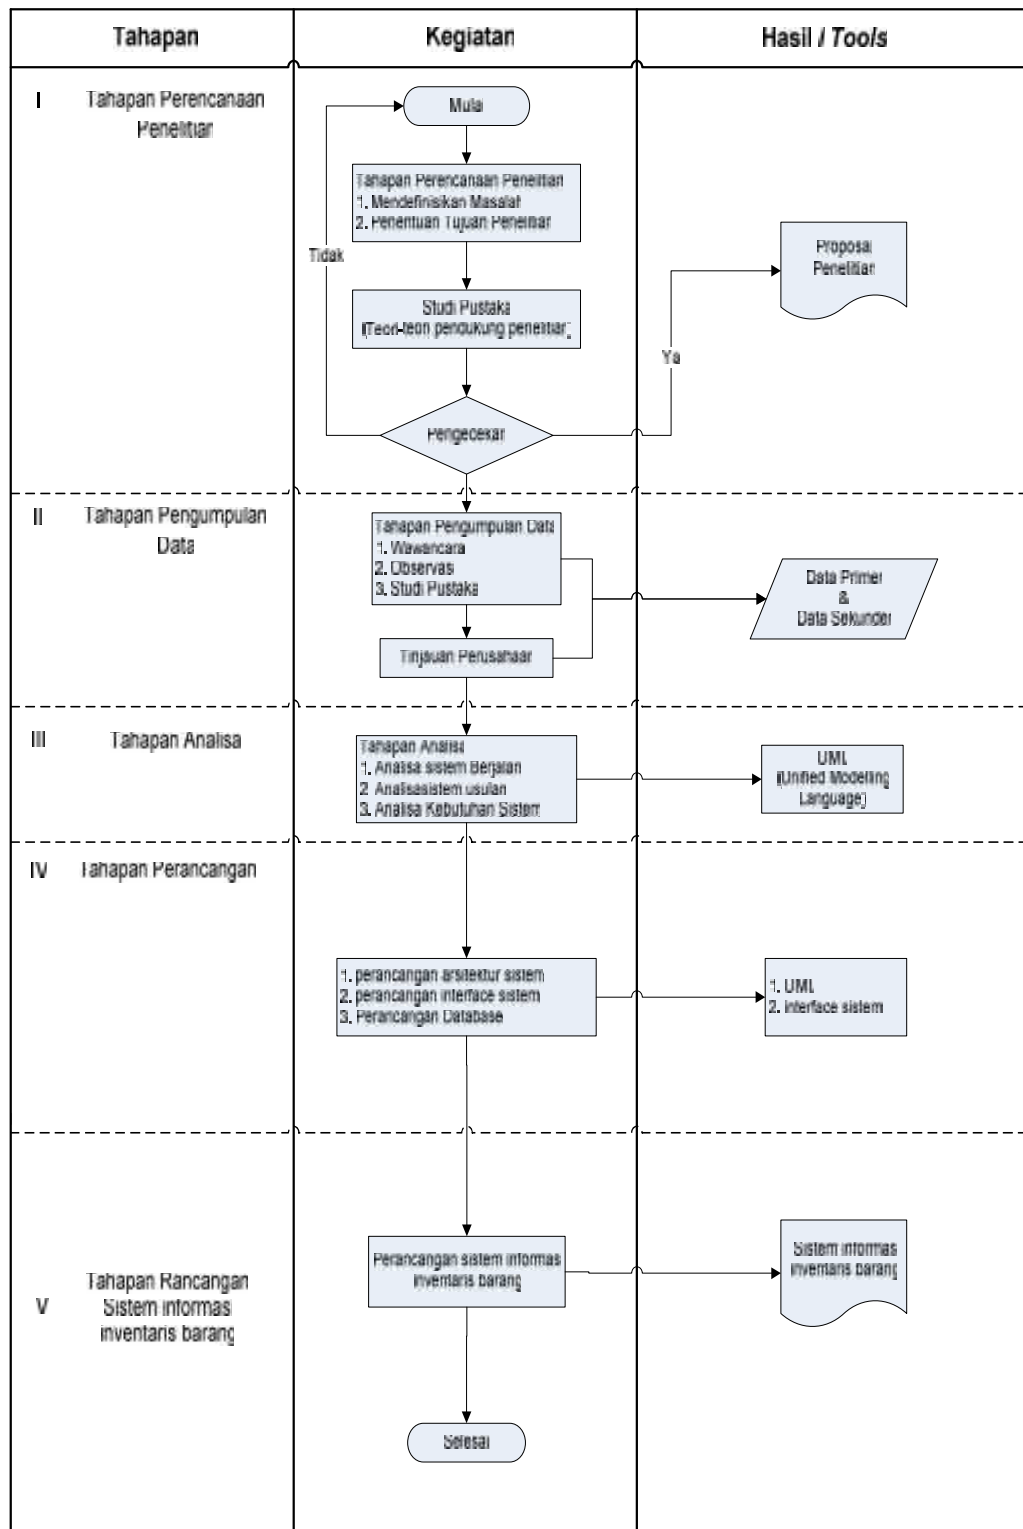 Tahapan
Kegiatan
Hasil / Tools
I
Tahapan Perencanaan
Penelitian
Mulai
Tahapan Perencanaan Penelitian
1. Mendefinisikan Masalah
2. Penentuan Tujuan Penelitian
Tidak
Studi Pustaka
(Teori-teori pendukung penelitian)
Pengecekan
Ya
Proposal
Penelitian
II
Tahapan Pengumpulan
Data
Tahapan Pengumpulan Data
1. Wawancara
2. Observasi
3. Studi Pustaka
Tinjauan Perusahaan
Data Primer
&
Data Sekunder
III
Tahapan Analisa
Tahapan Analisa
1. Analisa sistem Berjalan
2. Analisasistem usulan
3. Analisa Kebutuhan Sistem
UML
(Unified Modelling
Language)
IV
Tahapan Perancangan
1. perancangan arsitektur sistem
2. perancangan interface sistem
3. Perancangan Database
1. UML
2. interface sistem
V
Tahapan Rancangan
Sistem informasi
inventaris barang
Perancangan sistem informasi
inventaris barang
Sistem informasi
inventaris barang
Selesai